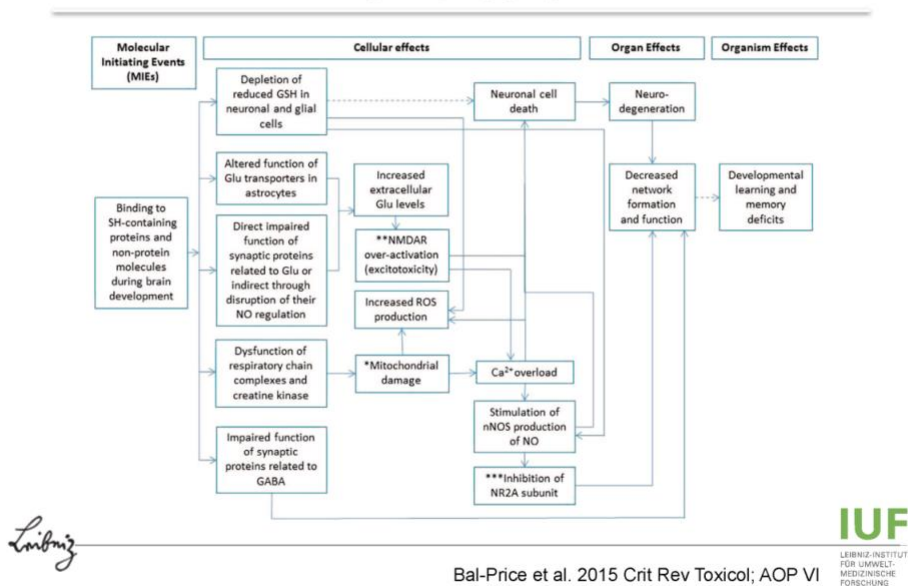 Molecular
Initiating Events
(MIEs)
Cellular effects
Organ Effects
Organism Effects
Depletion of
reduced GSH in
neuronal and glial
cells
Neuronal cell
death
Neuro-
degeneration
Altered function of
Glu transporters in
astrocytes
Increased
extracellular
Glu levels
Decreased
network
formation
and function
Developmental
learning and
memory
deficits
Binding to
SH-containing
proteins and
non-protein
molecules
during brain
development
Direct impaired
function of
synaptic proteins
related to Glu or
indirect through
disruption of their
NO regulation
**NMDAR
over-activation
(excitotoxicity)
Increased ROS
production
Dysfunction of
respiratory chain
complexes and
creatine kinase
*Mitochondrial
damage
Ca²⁺overload
Stimulation of
nNOS production
of NO
Impaired function
of synaptic
proteins related to
GABA
***Inhibition of
NR2A subunit
Leibniz
IUF
LEIBNIZ-INSTITUT
FÜR UMWELT-
MEDIZINISCHE
FORSCHUNG
Bal-Price et al. 2015 Crit Rev Toxicol; AOP VI